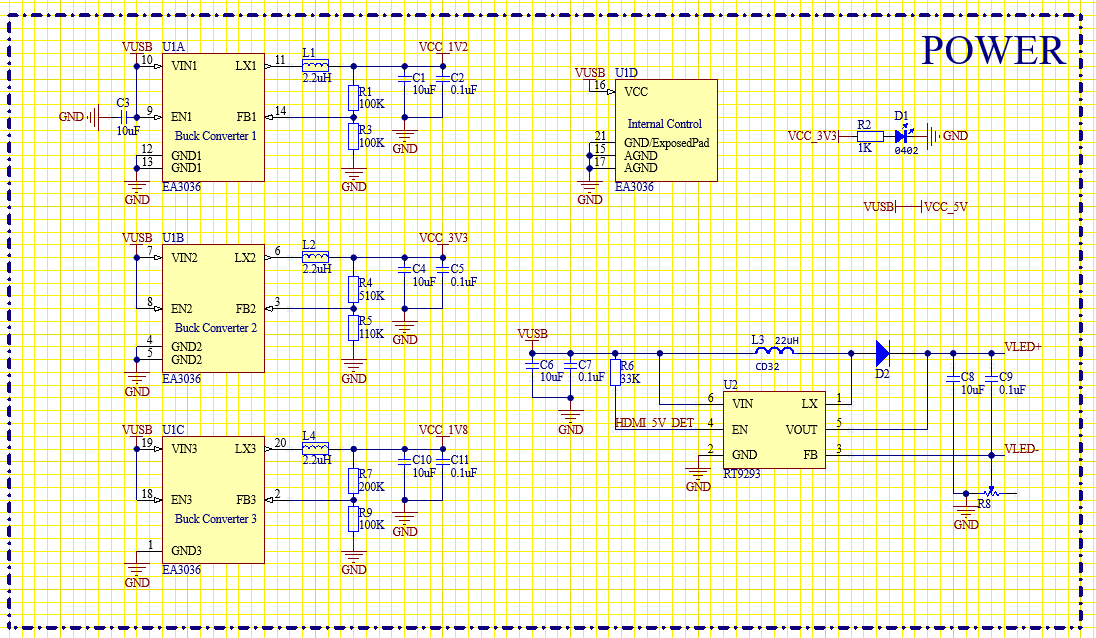 POWER
VUSB
U1A
10
VIN1
LX1
11
L1
2.2uH
VCC_1V2
C1
10uF
C2
0.1uF
R1
100K
GND
C3
10uF
9
EN1
FB1
14
Buck Converter 1
R3
100K
GND
12
GND1
13
GND1
GND
EA3036
GND
VUSB
U1D
16
VCC
Internal Control
21
GND/ExposedPad
15
AGND
17
AGND
EA3036
GND
VCC_3V3
R2
1K
D1
0402
GND
VUSB
VCC_5V
VUSB
U1B
7
VIN2
LX2
6
L2
2.2uH
VCC_3V3
C4
10uF
C5
0.1uF
R4
510K
8
EN2
FB2
3
Buck Converter 2
R5
110K
GND
4
GND2
5
GND2
GND
EA3036
GND
VUSB
C6
10uF
C7
0.1uF
GND
R6
33K
L3
22uH
CD32
D2
VLED+
C8
10uF
C9
0.1uF
U2
6
VIN
LX
1
HDMI_5V_DET
4
EN
VOUT
5
2
GND
FB
3
VLED-
RT9293
GND
R8
GND
VUSB
U1C
19
VIN3
LX3
20
L4
2.2uH
VCC_1V8
C10
10uF
C11
0.1uF
R7
200K
18
EN3
FB3
2
Buck Converter 3
R9
100K
GND
1
GND3
GND
EA3036
GND